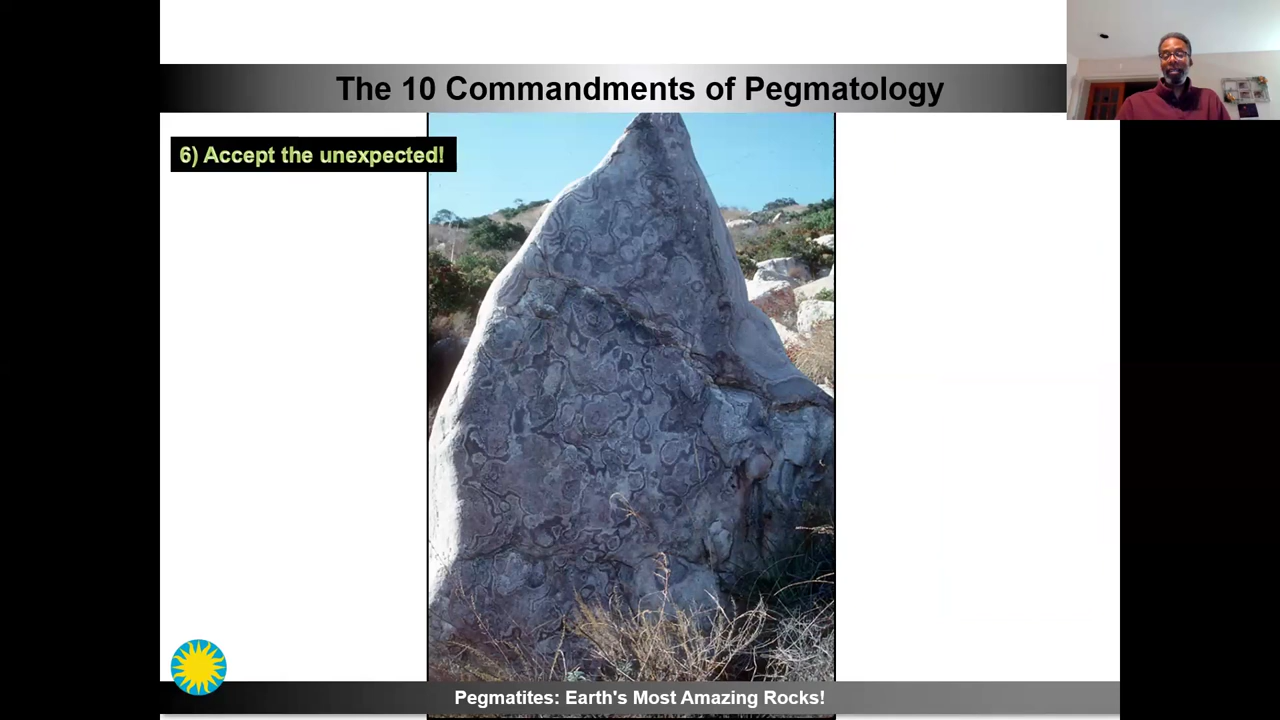 The 10 Commandments of Pegmatology
6) Accept the unexpected!
Pegmatites: Earth's Most Amazing Rocks!